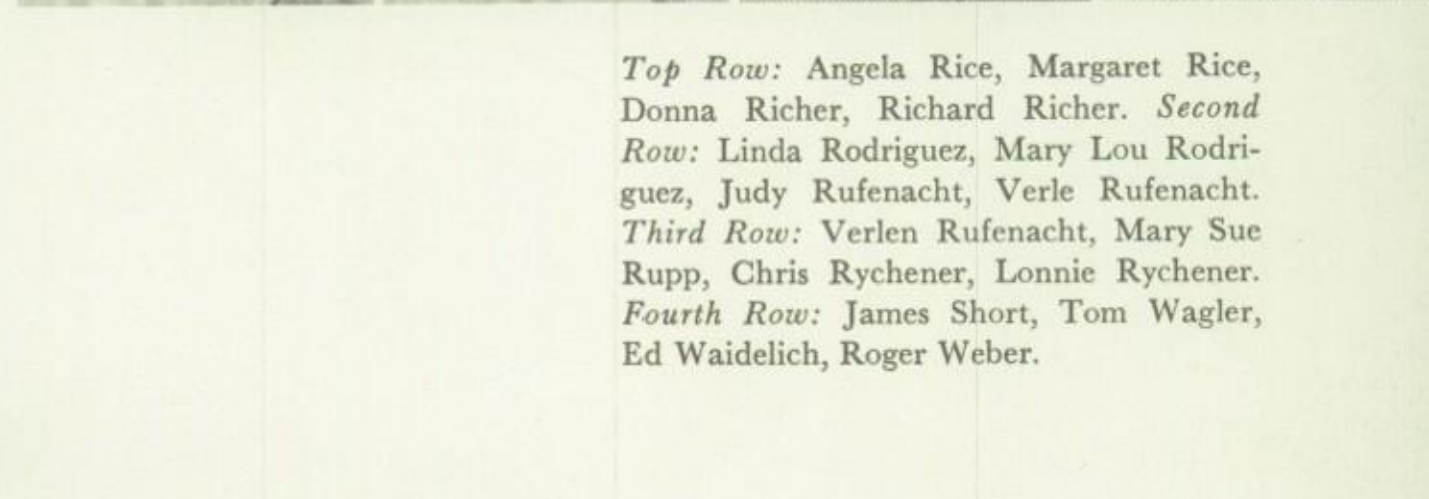 Top Row: Angela Rice, Margaret Rice,
Donna Richer, Richard Richer. Second
Row: Linda Rodriguez, Mary Lou Rodri-
guez, Judy Rufenacht, Verle Rufenacht.
Third Row: Verlen Rufenacht, Mary Sue
Rupp, Chris Rychener, Lonnie Rychener.
Fourth Row: James Short, Tom Wagler,
Ed Waidelich, Roger Weber.